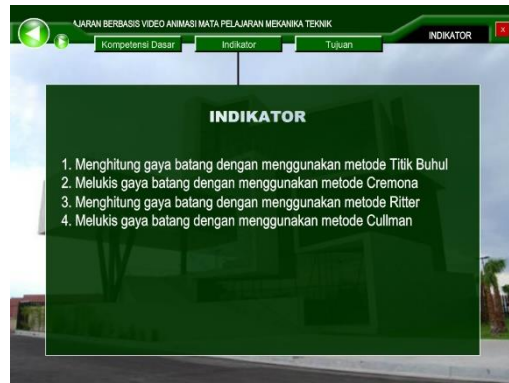 AJARAN BERBASIS VIDEO ANIMASI MATA PELAJARAN MEKANIKA TEKNIK
INDIKATOR
X
Kompetensi Dasar
Indikator
Tujuan
INDIKATOR
1. Menghitung gaya batang dengan menggunakan metode Titik Buhul
2. Melukis gaya batang dengan menggunakan metode Cremona
3. Menghitung gaya batang dengan menggunakan metode Ritter
4. Melukis gaya batang dengan menggunakan metode Cullman